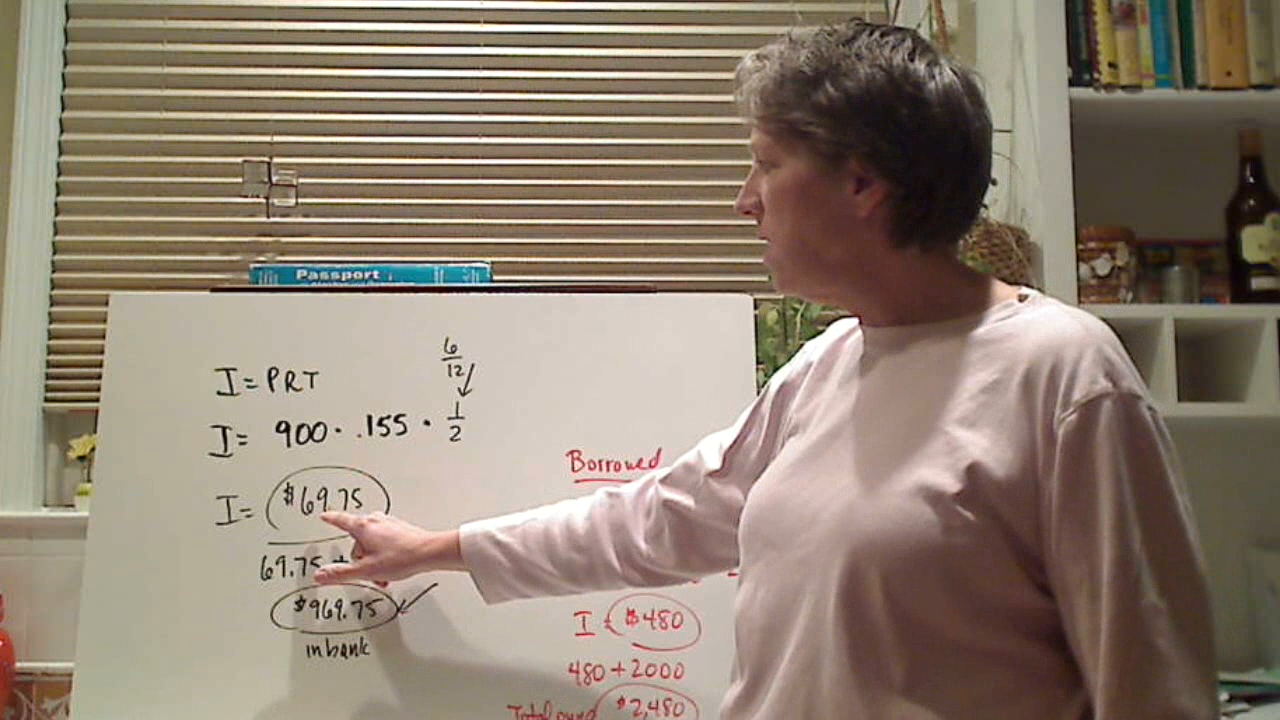 Passport
6
12
I = PRT
I = 900 · .155 · 1/2
Borrowed
I = $69.75
69.75 +
$969.75
in bank
I = $480
480 + 2000
Total owed $2,480